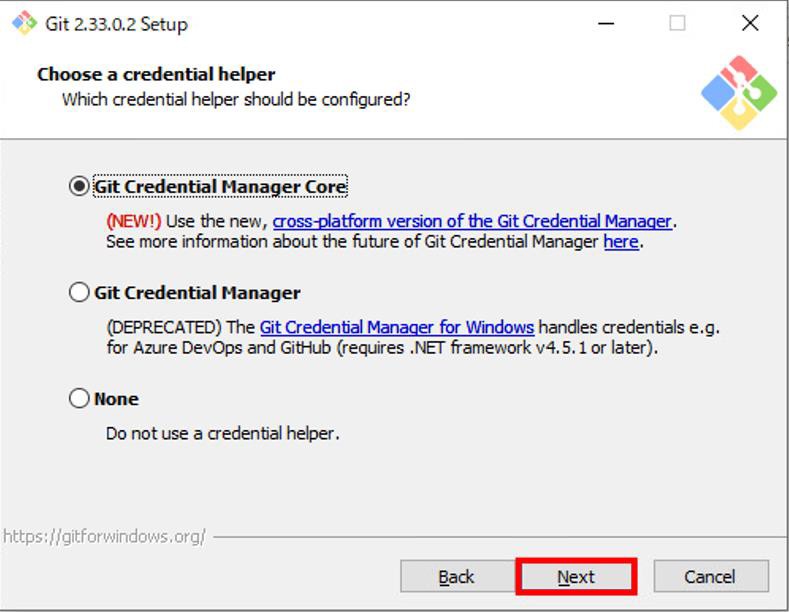 Git 2.33.0.2 Setup
Choose a credential helper
Which credential helper should be configured?
Git Credential Manager Core
(NEW!) Use the new, cross-platform version of the Git Credential Manager.
See more information about the future of Git Credential Manager here.
Git Credential Manager
(DEPRECATED) The Git Credential Manager for Windows handles credentials e.g.
for Azure DevOps and GitHub (requires .NET framework v4.5.1 or later).
None
Do not use a credential helper.
https://gitforwindows.org/
Back Next Cancel